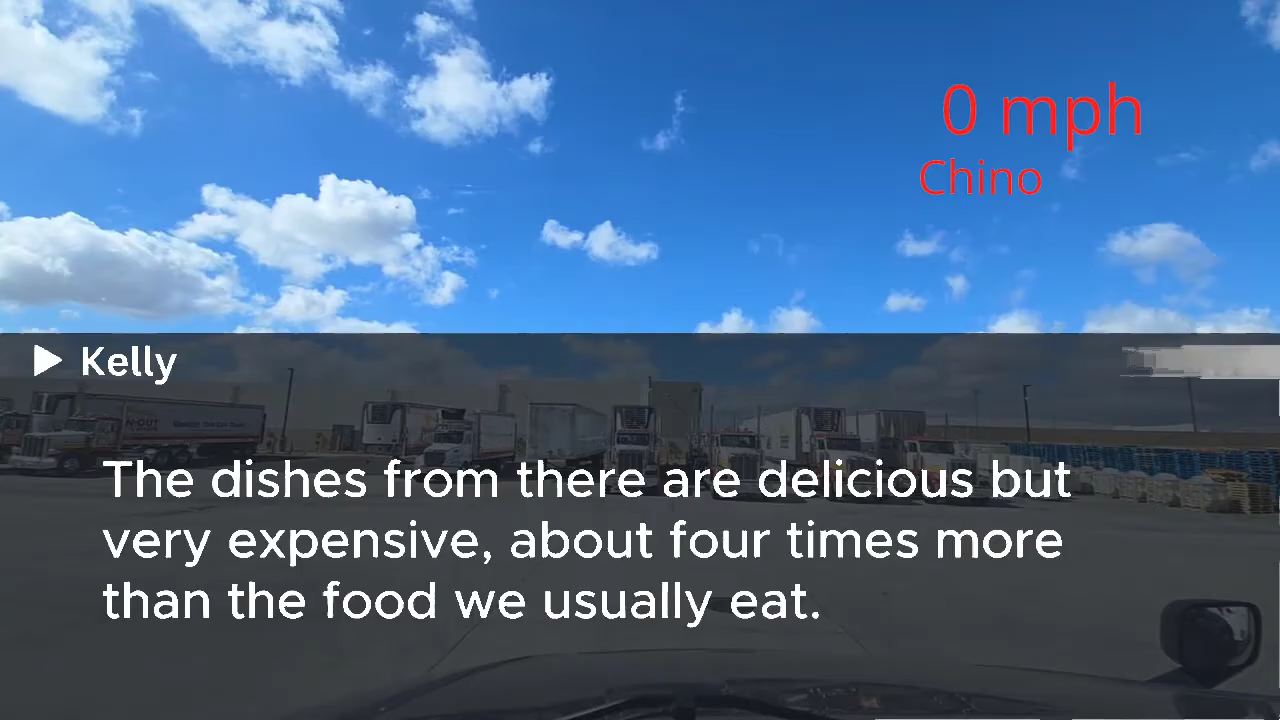 0 mph
Chino
Kelly
The dishes from there are delicious but
very expensive, about four times more
than the food we usually eat.